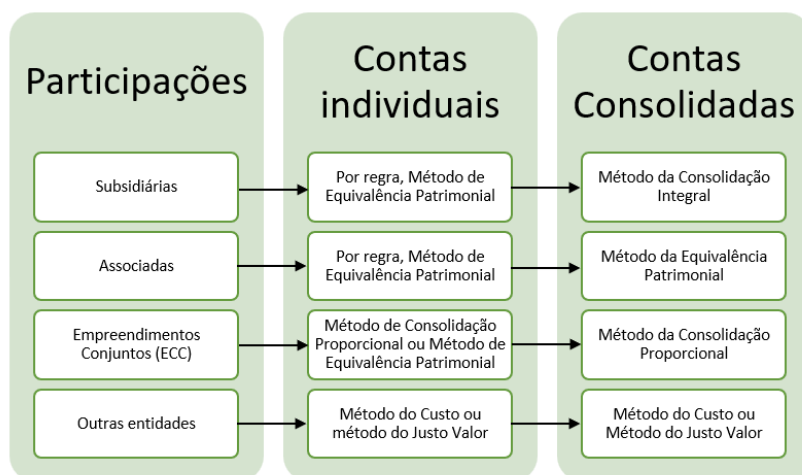 Participações
Contas
individuais
Contas
Consolidadas
Subsidiárias
Por regra, Método de
Equivalência Patrimonial
Método da Consolidação
Integral
Associadas
Por regra, Método de
Equivalência Patrimonial
Método da Equivalência
Patrimonial
Empreendimentos
Conjuntos (ECC)
Método de Consolidação
Proporcional ou Método de
Equivalência Patrimonial
Método da Consolidação
Proporcional
Outras entidades
Método do Custo ou
método do Justo Valor
Método do Custo ou
Método do Justo Valor